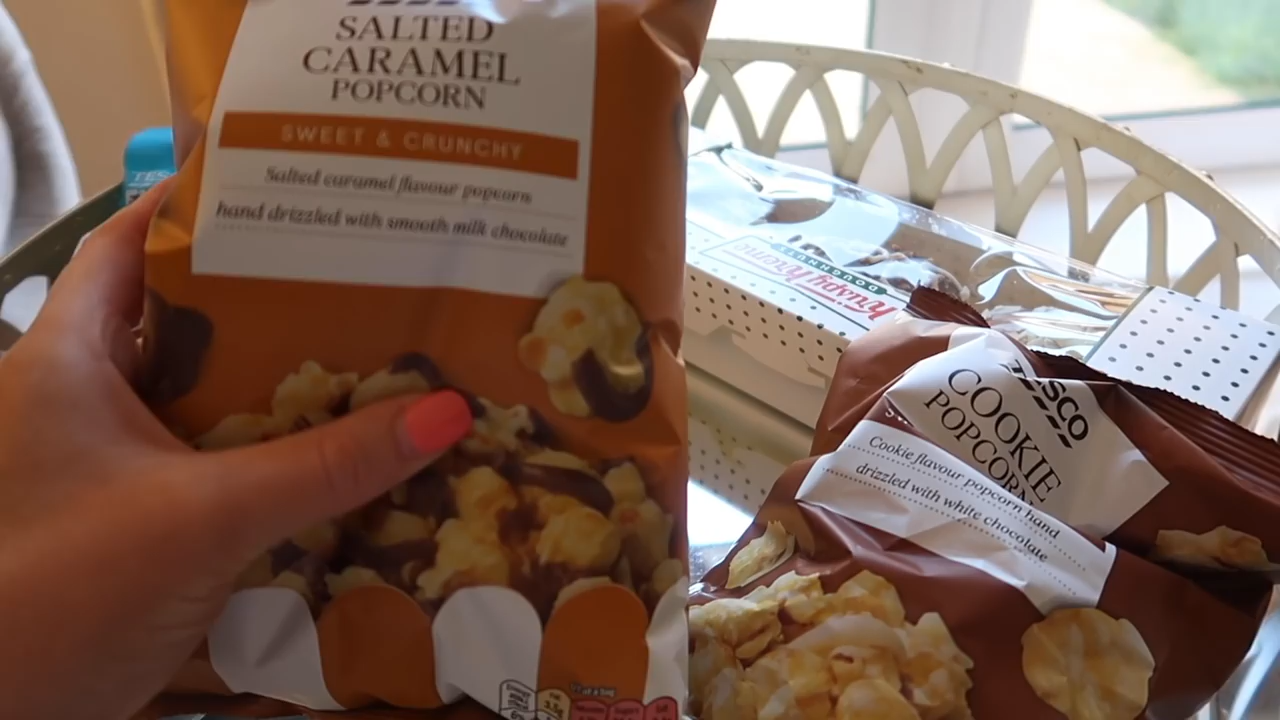 SALTED
CARAMEL
POPCORN
SWEET & CRUNCHY
Salted caramel flavour popcorn
hand drizzled with smooth milk chocolate
Krispy Kreme
DOUGHNUTS
TESCO
COOKIE
POPCORN
Cookie flavour popcorn hand
drizzled with white chocolate